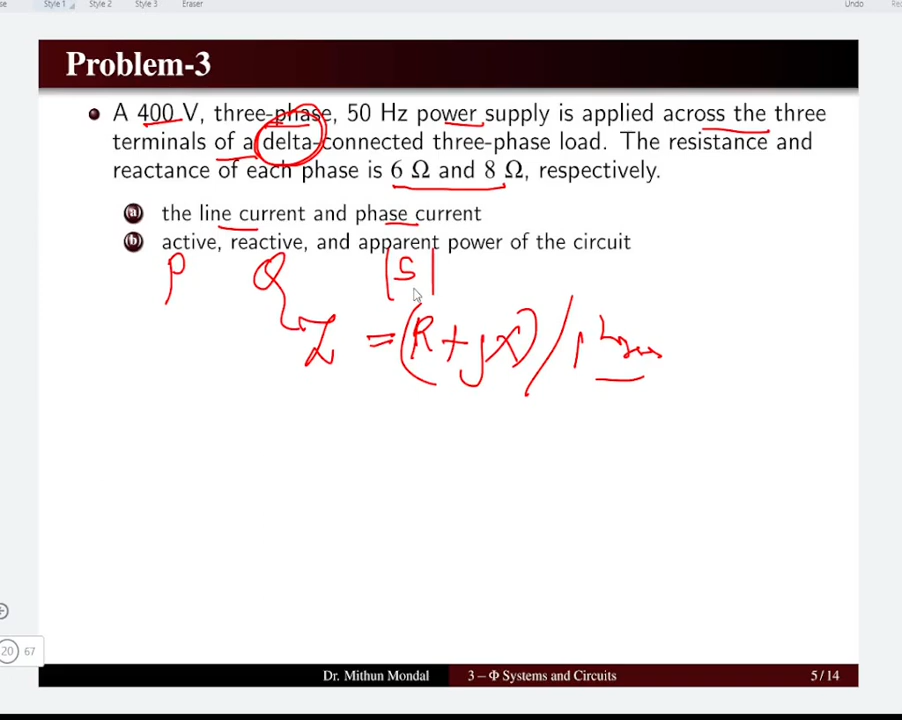 Style 1 Style 2 Style 3 Eraser Undo
Problem-3
A 400 V, three-phase, 50 Hz power supply is applied across the three
terminals of a delta-connected three-phase load. The resistance and
reactance of each phase is 6 Ω and 8 Ω, respectively.
(a) the line current and phase current
(b) active, reactive, and apparent power of the circuit
P Q |S|
Z = (R + jX) / phase
20 67
Dr. Mithun Mondal 3 – Φ Systems and Circuits 5 / 14